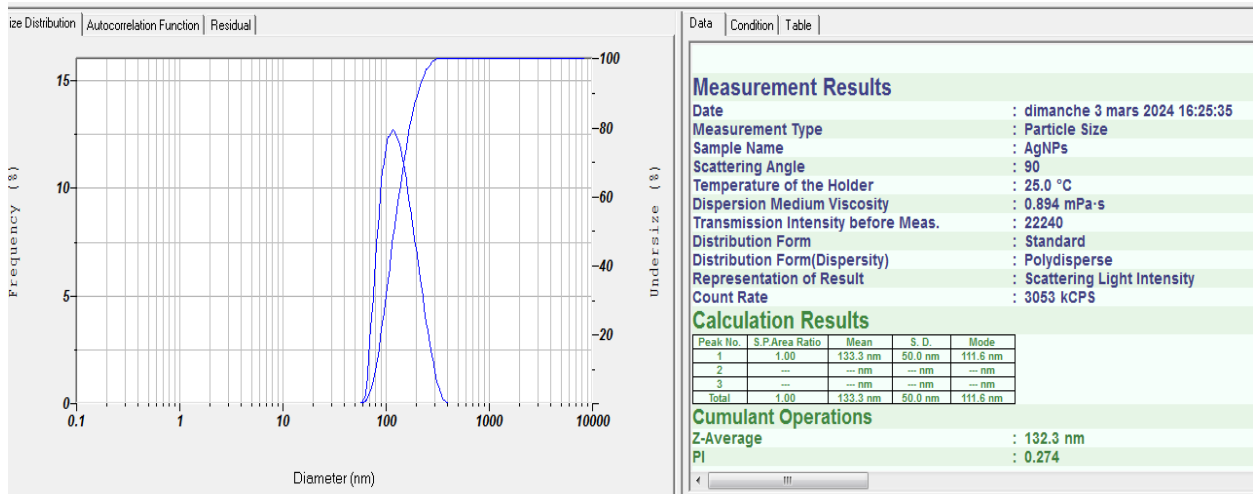 ize Distribution Autocorrelation Function Residual
Frequency (%)
15
10
5
0
100
80
60
40
20
0
Undersize (%)
0.1 1 10 100 1000 10000
Diameter (nm)
Data Condition Table
Measurement Results
Date : dimanche 3 mars 2024 16:25:35
Measurement Type : Particle Size
Sample Name : AgNPs
Scattering Angle : 90
Temperature of the Holder : 25.0 °C
Dispersion Medium Viscosity : 0.894 mPa·s
Transmission Intensity before Meas. : 22240
Distribution Form : Standard
Distribution Form(Dispersity) : Polydisperse
Representation of Result : Scattering Light Intensity
Count Rate : 3053 kCPS
Calculation Results
Peak No. S.P.Area Ratio Mean S. D. Mode
1 1.00 133.3 nm 50.0 nm 111.6 nm
2 --- --- nm --- nm --- nm
3 --- --- nm --- nm --- nm
Total 1.00 133.3 nm 50.0 nm 111.6 nm
Cumulant Operations
Z-Average : 132.3 nm
PI : 0.274